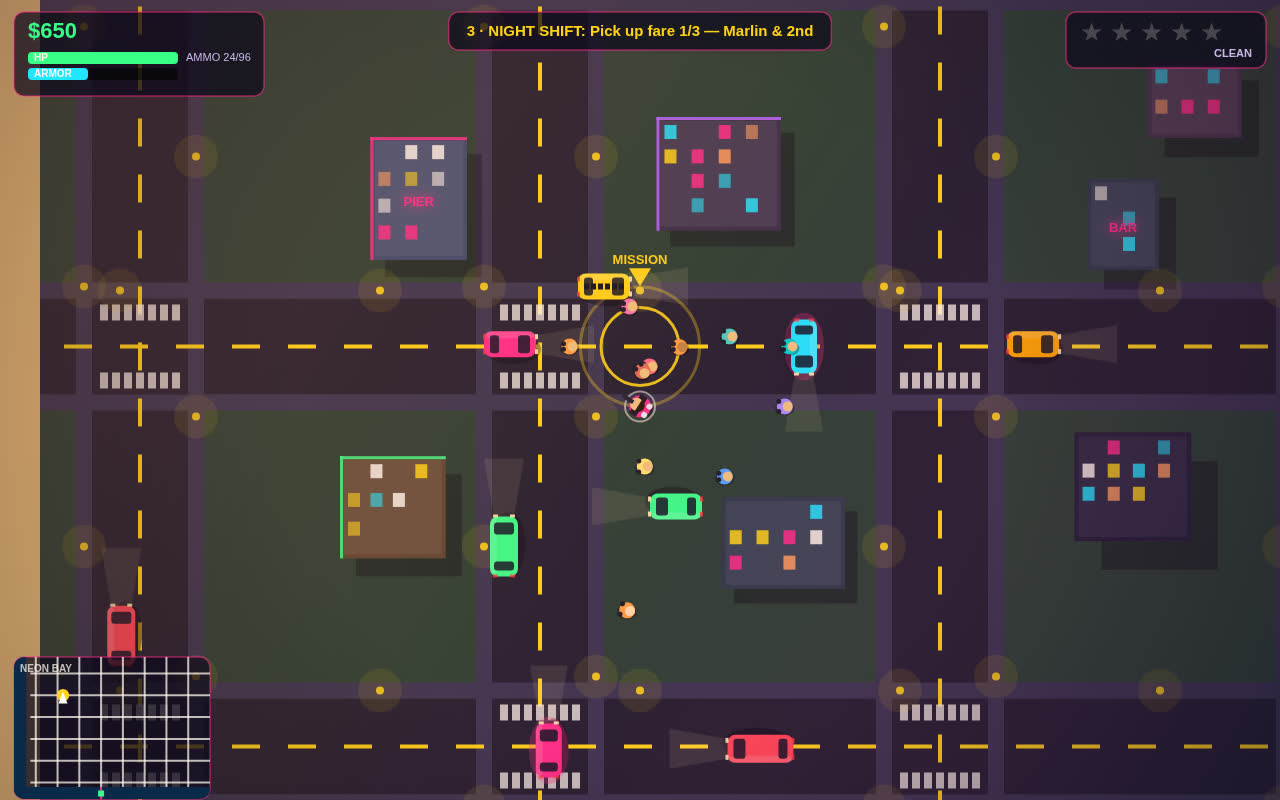 $650
HP
AMMO 24/96
ARMOR
3 · NIGHT SHIFT: Pick up fare 1/3 — Marlin & 2nd
CLEAN
PIER
BAR
MISSION
NEON BAY